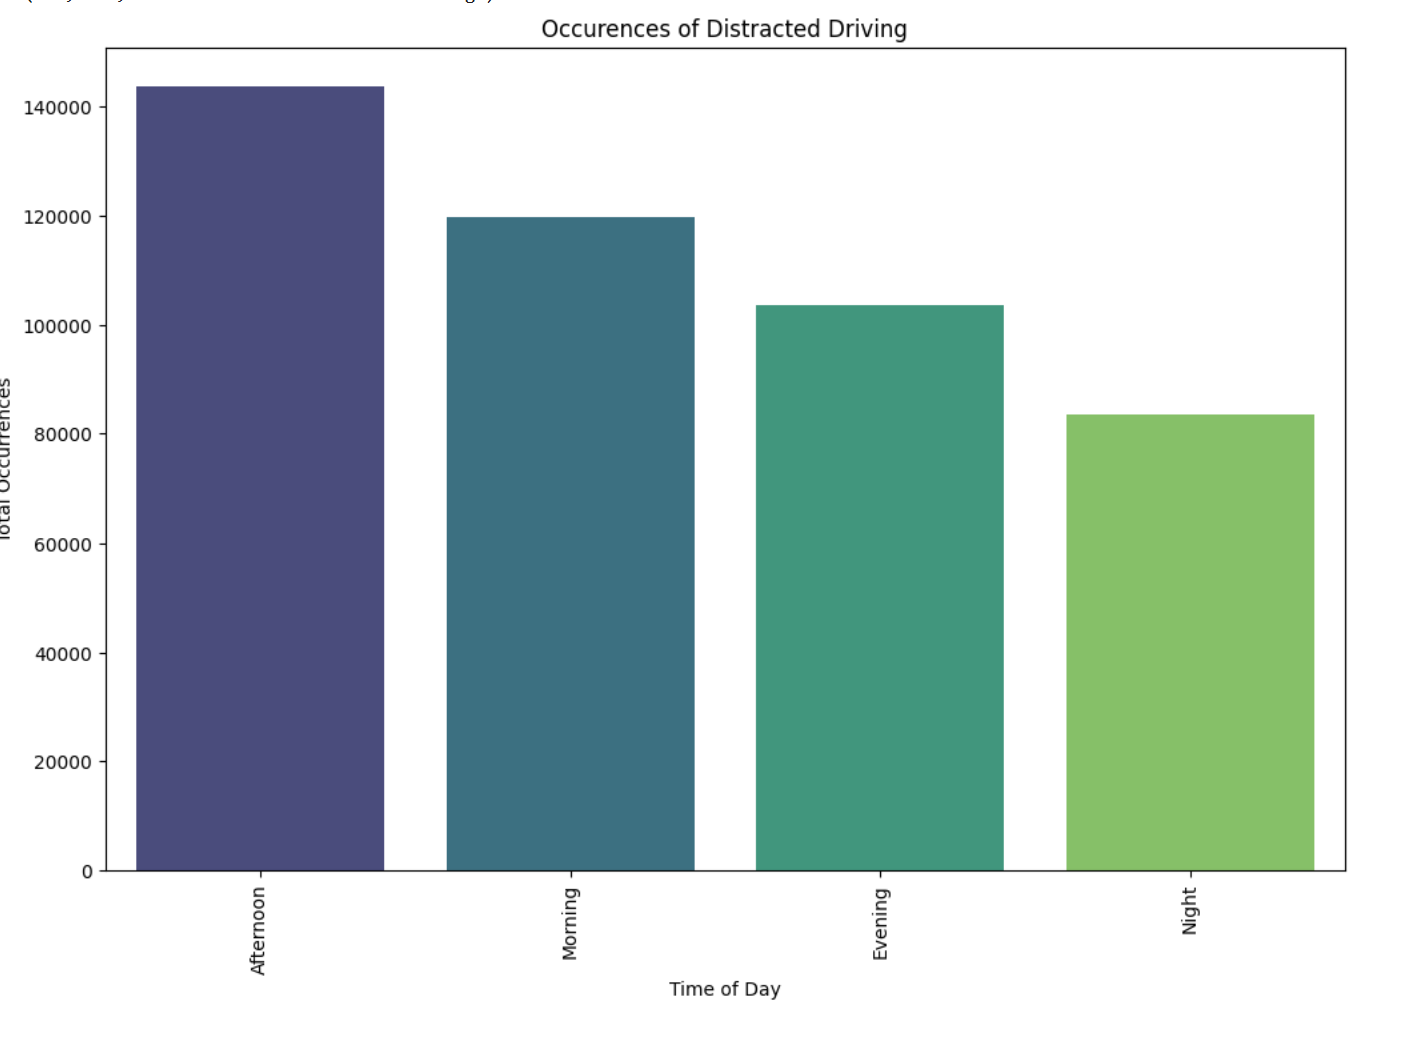 Occurences of Distracted Driving
140000
120000
100000
80000
60000
40000
20000
0
Total Occurrences
Afternoon
Morning
Evening
Night
Time of Day